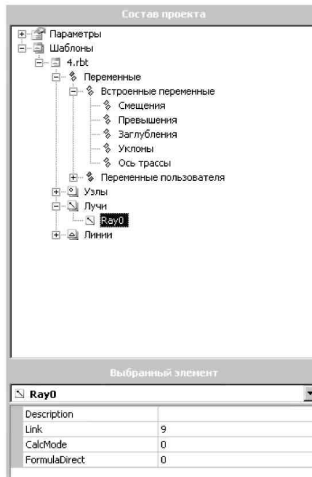 Состав проекта
Параметры
Шаблоны
4.rbt
Переменные
Встроенные переменные
Смещения
Превышения
Заглубления
Уклоны
Ось трассы
Переменные пользователя
Узлы
Лучи
Ray0
Линии
Выбранный элемент
Ray0
Description
Link 9
CalcMode 0
FormulaDirect 0